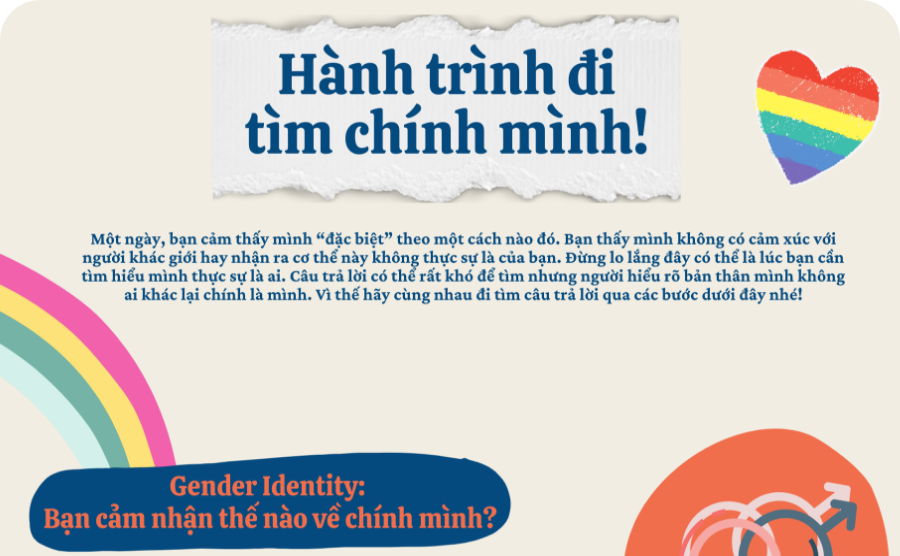 Hành trình đi
tìm chính mình!
Một ngày, bạn cảm thấy mình “đặc biệt” theo một cách nào đó. Bạn thấy mình không có cảm xúc với
người khác giới hay nhận ra cơ thể này không thực sự là của bạn. Đừng lo lắng đây có thể là lúc bạn cần
tìm hiểu mình thực sự là ai. Câu trả lời có thể rất khó để tìm nhưng người hiểu rõ bản thân mình không
ai khác lại chính là mình. Vì thế hãy cùng nhau đi tìm câu trả lời qua các bước dưới đây nhé!
Gender Identity:
Bạn cảm nhận thế nào về chính mình?